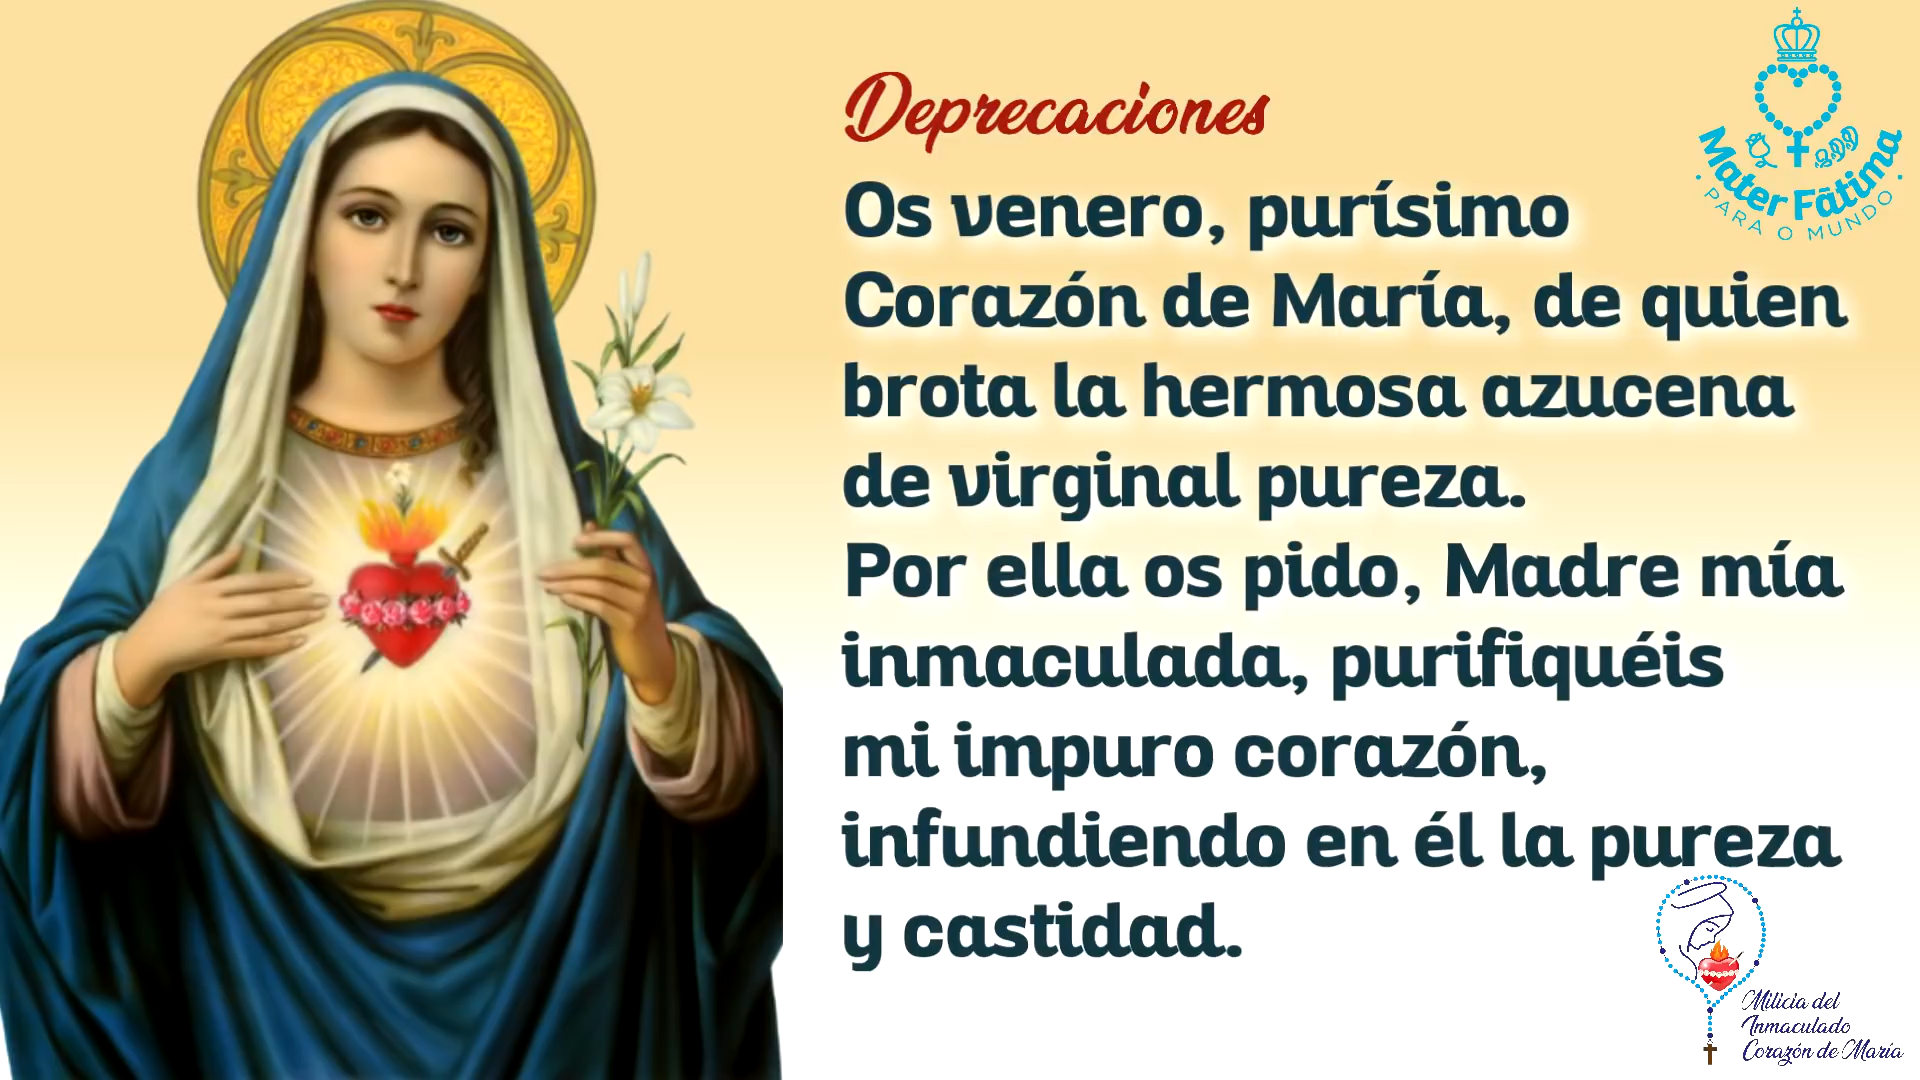 Deprecaciones
Os venero, purísimo
Corazón de María, de quien
brota la hermosa azucena
de virginal pureza.
Por ella os pido, Madre mía
inmaculada, purifiquéis
mi impuro corazón,
infundiendo en él la pureza
y castidad.
Mater Fátima
PARA O MUNDO
Milicia del
Inmaculado
Corazón de María